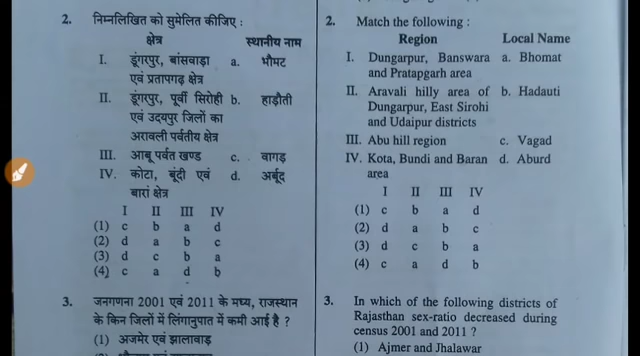 2. निम्नलिखित को सुमेलित कीजिए :
क्षेत्र स्थानीय नाम
I. डूंगरपुर, बांसवाड़ा a. भौमट
एवं प्रतापगढ़ क्षेत्र
II. डूंगरपुर, पूर्वी सिरोही b. हाड़ौती
एवं उदयपुर जिलों का
अरावली पर्वतीय क्षेत्र
III. आबू पर्वत खण्ड c. वागड़
IV. कोटा, बूंदी एवं d. अर्बूद
बारां क्षेत्र
I II III IV
(1) c b a d
(2) d a b c
(3) d c b a
(4) c a d b
3. जनगणना 2001 एवं 2011 के मध्य, राजस्थान
के किन जिलों में लिंगानुपात में कमी आई है ?
(1) अजमेर एवं झालावाड़
2. Match the following :
Region Local Name
I. Dungarpur, Banswara a. Bhomat
and Pratapgarh area
II. Aravali hilly area of b. Hadauti
Dungarpur, East Sirohi
and Udaipur districts
III. Abu hill region c. Vagad
IV. Kota, Bundi and Baran d. Aburd
area
I II III IV
(1) c b a d
(2) d a b c
(3) d c b a
(4) c a d b
3. In which of the following districts of
Rajasthan sex-ratio decreased during
census 2001 and 2011 ?
(1) Ajmer and Jhalawar